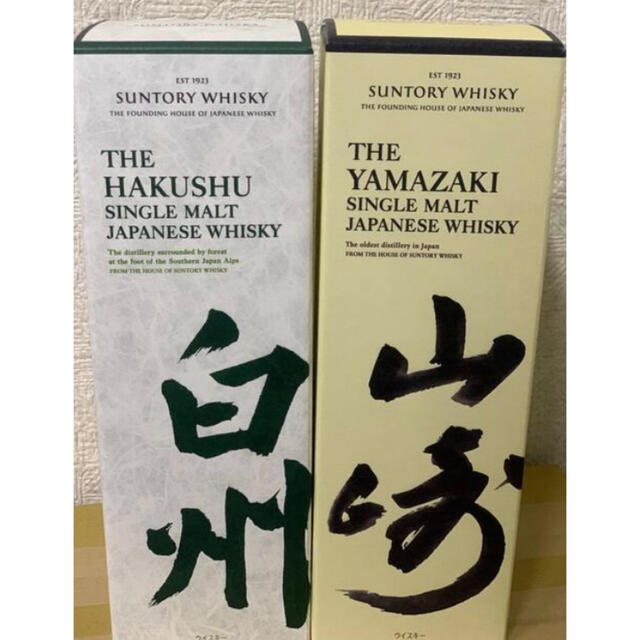 SUNTORY WHISKY
EST 1923
SUNTORY WHISKY
THE FOUNDING HOUSE OF JAPANESE WHISKY
THE
HAKUSHU
SINGLE MALT
JAPANESE WHISKY
The distillery surrounded by forest
at the foot of the Southern Japan Alps
FROM THE HOUSE OF SUNTORY WHISKY
白州
ウイスキー
EST 1923
SUNTORY WHISKY
THE FOUNDING HOUSE OF JAPANESE WHISKY
THE
YAMAZAKI
SINGLE MALT
JAPANESE WHISKY
The oldest distillery in Japan
FROM THE HOUSE OF SUNTORY WHISKY
山崎
ウイスキー